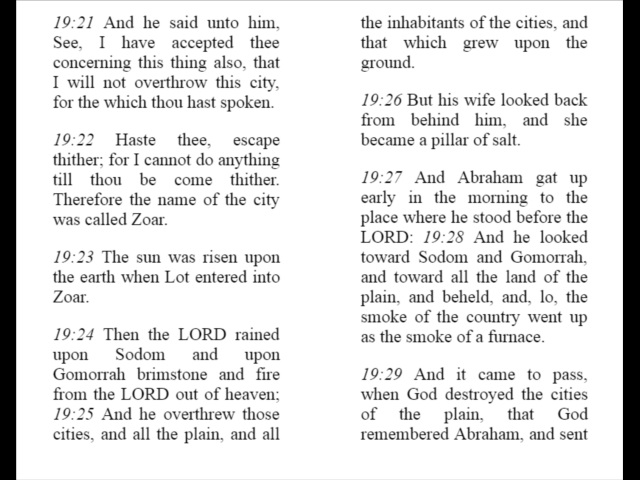 19:21 And he said unto him,
See, I have accepted thee
concerning this thing also, that
I will not overthrow this city,
for the which thou hast spoken.
19:22 Haste thee, escape
thither; for I cannot do anything
till thou be come thither.
Therefore the name of the city
was called Zoar.
19:23 The sun was risen upon
the earth when Lot entered into
Zoar.
19:24 Then the LORD rained
upon Sodom and upon
Gomorrah brimstone and fire
from the LORD out of heaven;
19:25 And he overthrew those
cities, and all the plain, and all
the inhabitants of the cities, and
that which grew upon the
ground.
19:26 But his wife looked back
from behind him, and she
became a pillar of salt.
19:27 And Abraham gat up
early in the morning to the
place where he stood before the
LORD: 19:28 And he looked
toward Sodom and Gomorrah,
and toward all the land of the
plain, and beheld, and, lo, the
smoke of the country went up
as the smoke of a furnace.
19:29 And it came to pass,
when God destroyed the cities
of the plain, that God
remembered Abraham, and sent